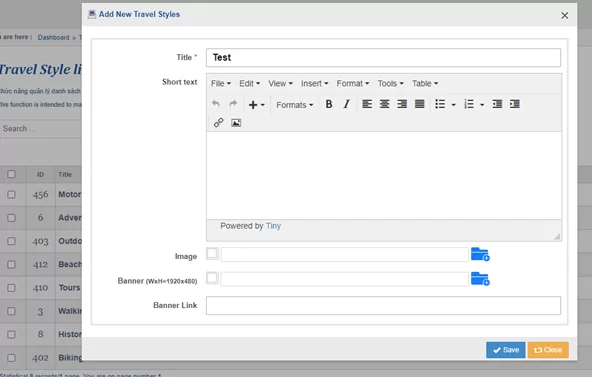 Add New Travel Styles
are here : Dashboard »
Travel Style li
Chức năng quản lý danh sách
This function is intended to ma
Search ...
ID Title
456 Motor
6 Adven
403 Outdo
412 Beach
410 Tours
3 Walkin
8 Histor
402 Biking
Statistical 8 records/1 page. You are on page number 1
Title * Test
Short text
File Edit View Insert Format Tools Table
Formats B I
Powered by Tiny
Image
Banner (WxH=1920x480)
Banner Link
Save Close